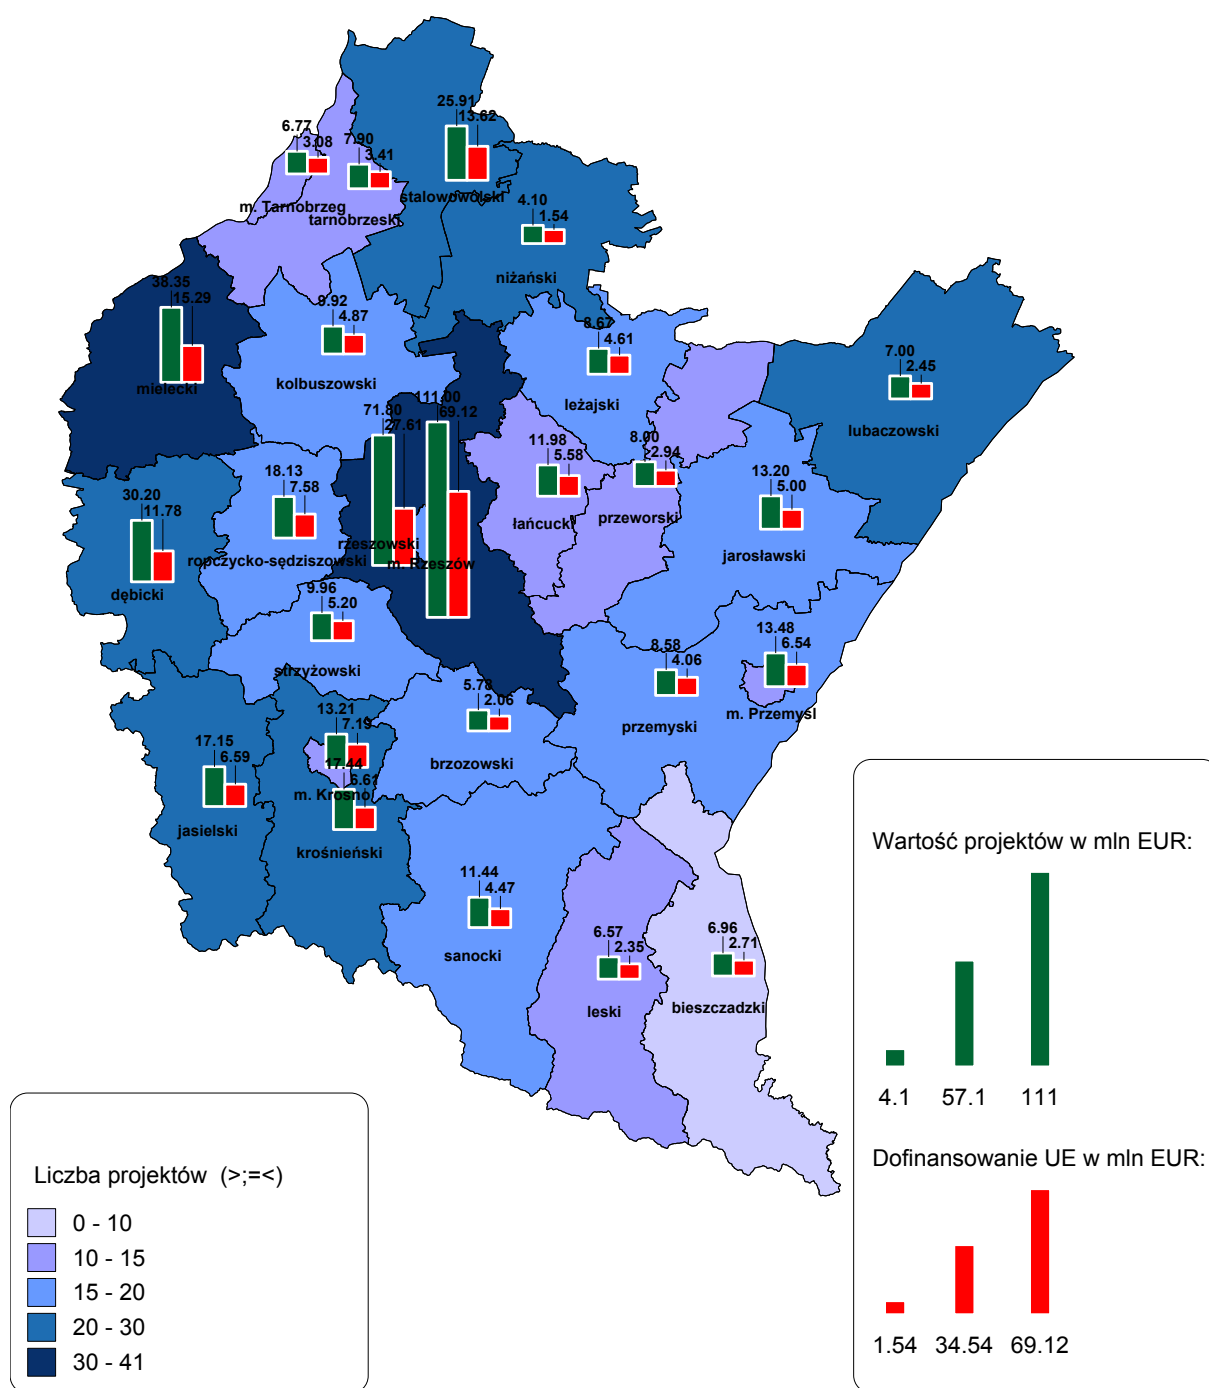 25.91
13.62
6.77
3.08
7.90
3.41
stalowowolski
m. Tarnobrzeg
tarnobrzeski
4.10
1.54
niżański
38.35
15.29
mielecki
9.92
4.87
kolbuszowski
8.67
4.61
leżajski
7.00
2.45
lubaczowski
71.80
27.61
rzeszowski
111.00
69.12
m. Rzeszów
11.98
5.58
łańcucki
8.00
2.94
przeworski
13.20
5.00
jarosławski
18.13
7.58
ropczycko-sędziszowski
30.20
11.78
dębicki
9.96
5.20
strzyżowski
8.58
4.06
przemyski
13.48
6.54
m. Przemyśl
5.78
2.06
brzozowski
13.21
7.19
m. Krosno
17.44
6.61
krośnieński
17.15
6.59
jasielski
11.44
4.47
sanocki
6.57
2.35
leski
6.96
2.71
bieszczadzki
Wartość projektów w mln EUR:
4.1 57.1 111
Dofinansowanie UE w mln EUR:
1.54 34.54 69.12
Liczba projektów (>;=<)
0 - 10
10 - 15
15 - 20
20 - 30
30 - 41